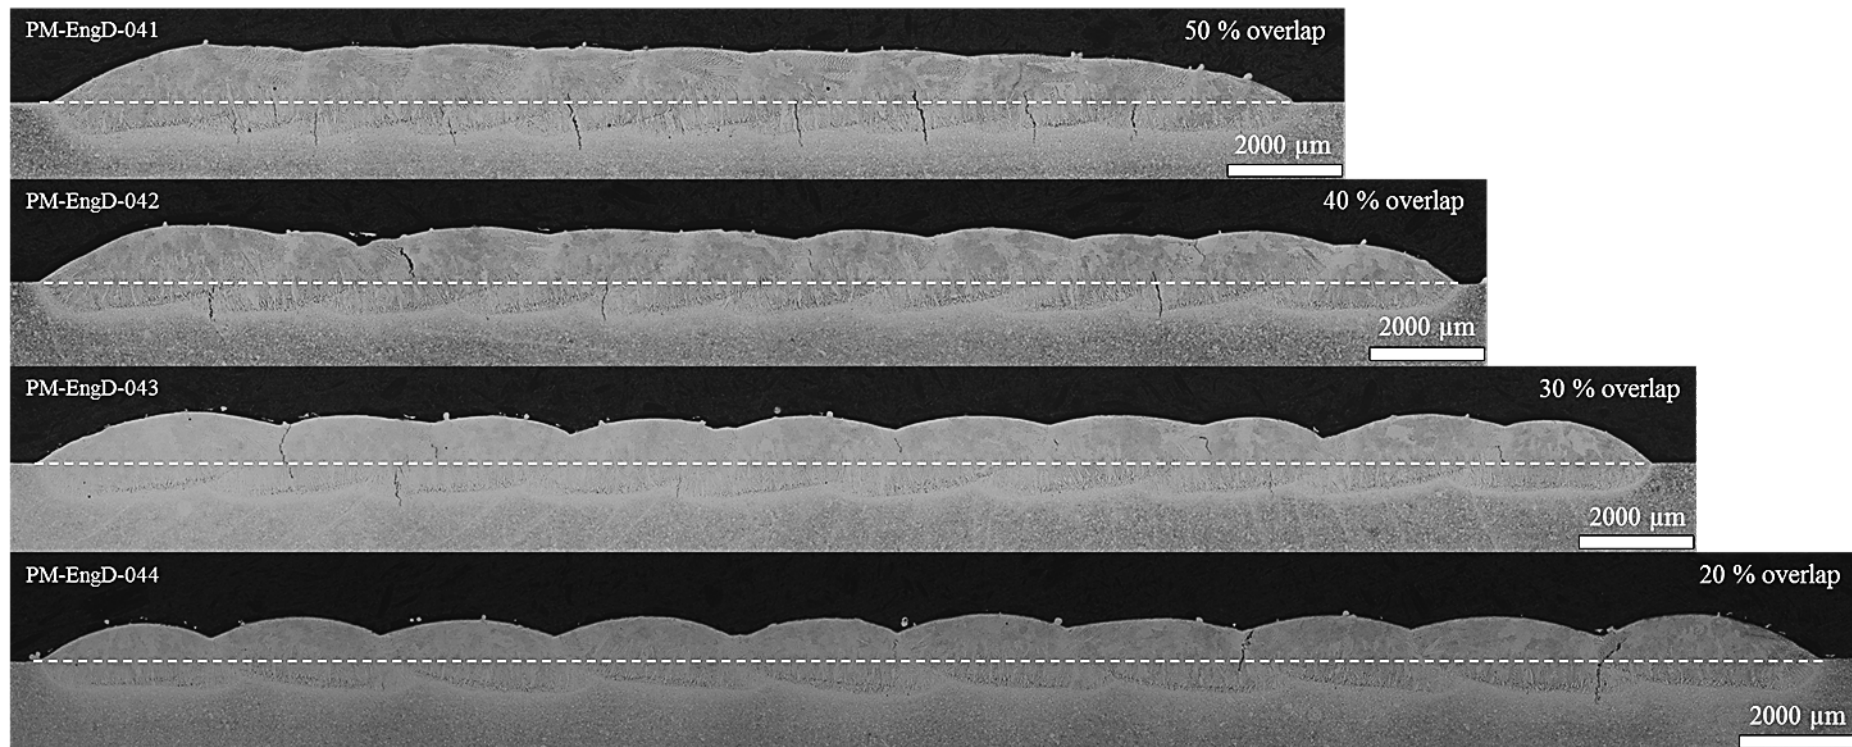 PM-EngD-041
50 % overlap
2000 µm
PM-EngD-042
40 % overlap
2000 µm
PM-EngD-043
30 % overlap
2000 µm
PM-EngD-044
20 % overlap
2000 µm